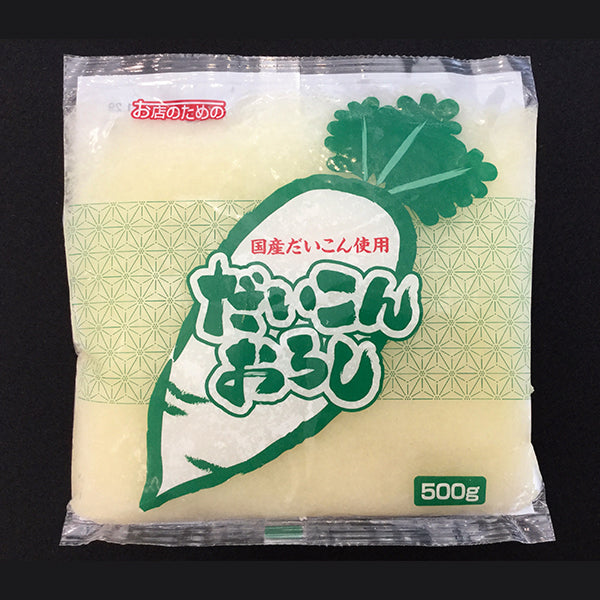 お店のための
国産だいこん使用
だいこん
おろし
500g